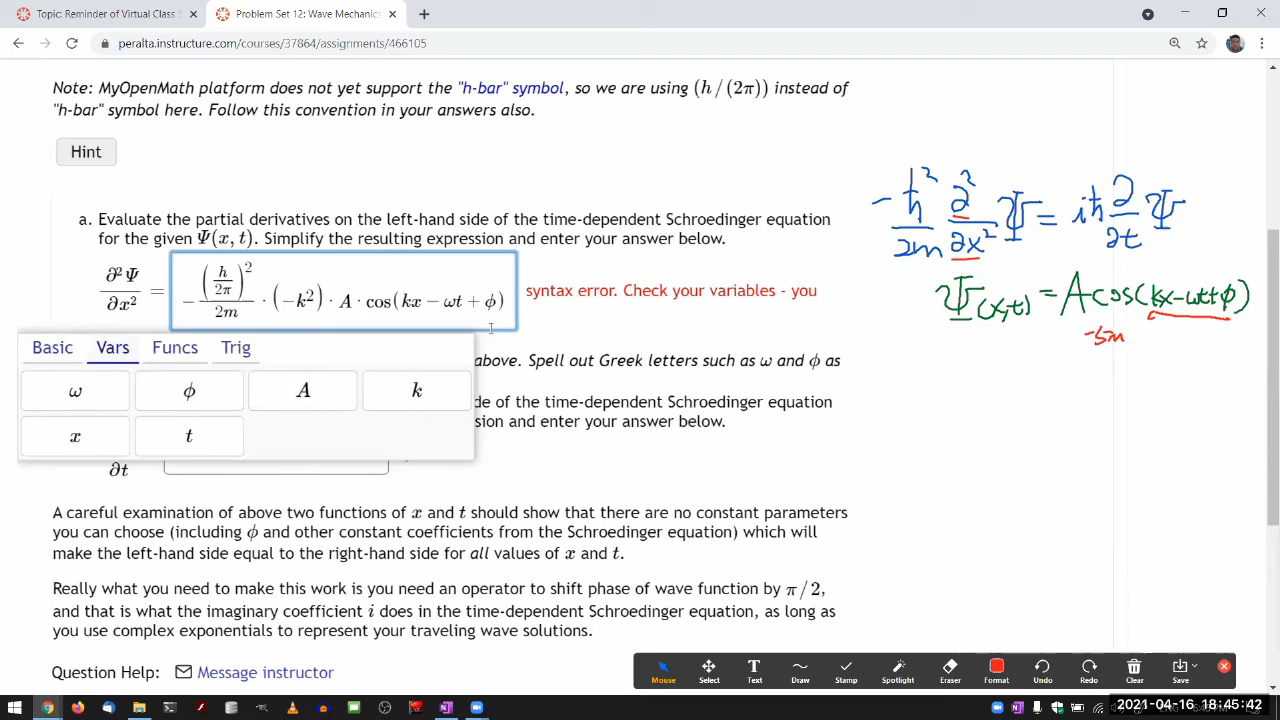 Topic: Reminder of Virtual Class S
Problem Set 12: Wave Mechanics
peralta.instructure.com/courses/37864/assignments/466105
Note: MyOpenMath platform does not yet support the "h-bar" symbol, so we are using (h/(2π)) instead of
"h-bar" symbol here. Follow this convention in your answers also.
Hint
a. Evaluate the partial derivatives on the left-hand side of the time-dependent Schroedinger equation
for the given Ψ(x, t). Simplify the resulting expression and enter your answer below.
∂²Ψ/∂x² = −(h/2π)²/2m · (−k²) · A · cos(kx − ωt + ϕ)
syntax error. Check your variables - you
Basic Vars Funcs Trig
above. Spell out Greek letters such as ω and ϕ as
ω ϕ A k
de of the time-dependent Schroedinger equation
sion and enter your answer below.
x t
∂t
A careful examination of above two functions of x and t should show that there are no constant parameters
you can choose (including ϕ and other constant coefficients from the Schroedinger equation) which will
make the left-hand side equal to the right-hand side for all values of x and t.
Really what you need to make this work is you need an operator to shift phase of wave function by π/2,
and that is what the imaginary coefficient i does in the time-dependent Schroedinger equation, as long as
you use complex exponentials to represent your traveling wave solutions.
Question Help: Message instructor
-ħ²/2m ∂²/∂x² Ψ = iħ ∂/∂t Ψ
Ψ(x,t) = A cos(kx-ωt+ϕ)
-sin
Mouse Select Text Draw Stamp Spotlight Eraser Format Undo Redo Clear Save
2021-04-16 18:45:42